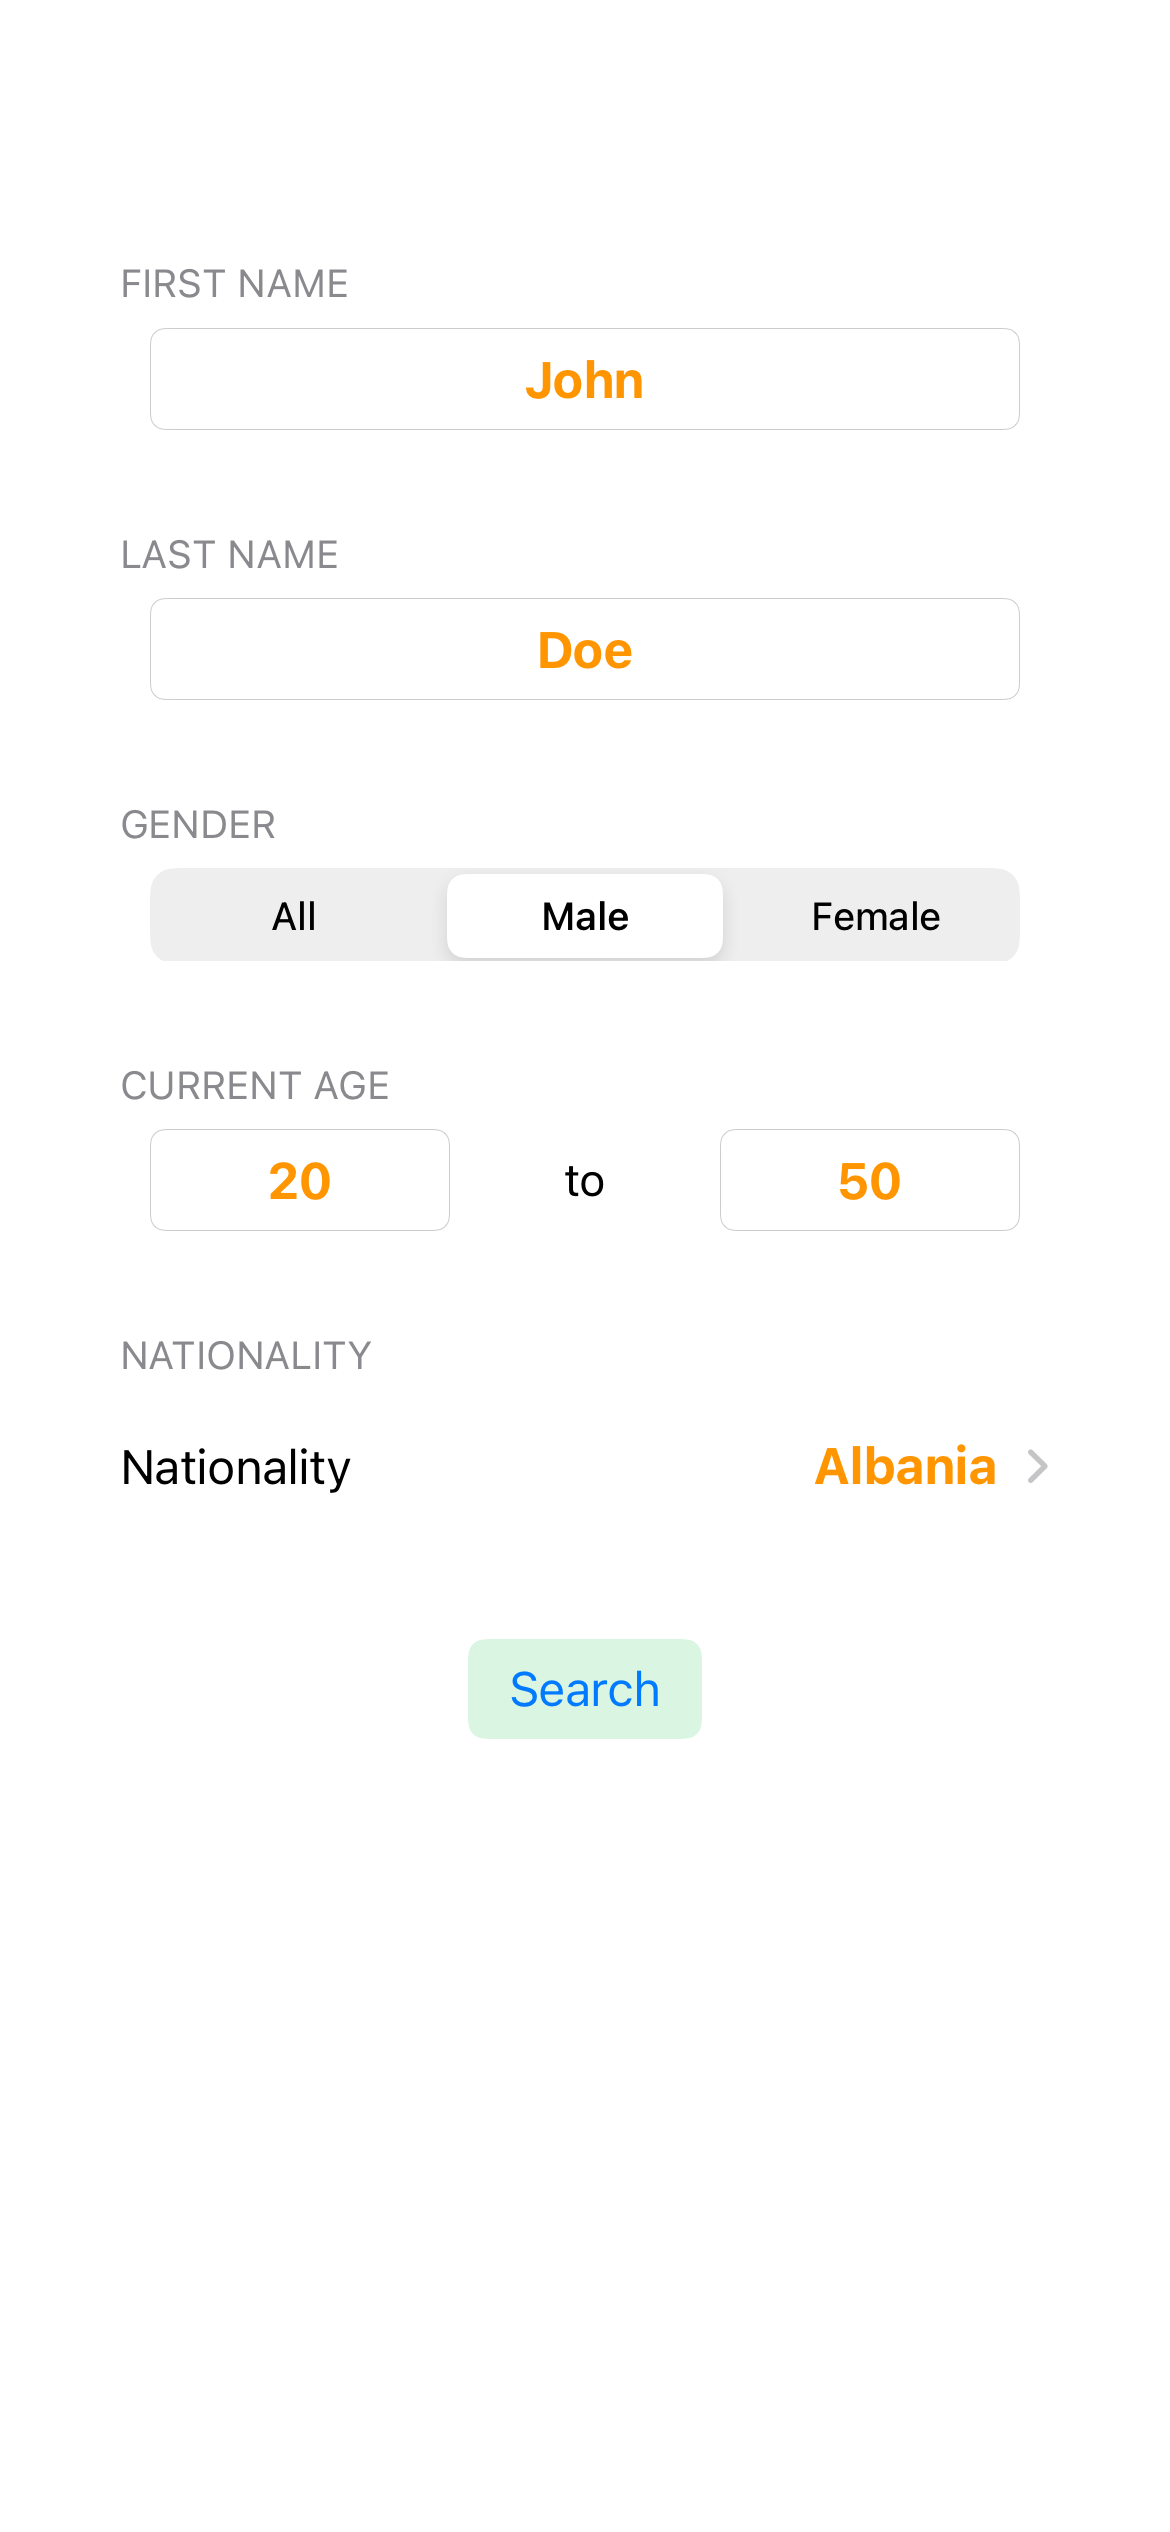 FIRST NAME
John
LAST NAME
Doe
GENDER
All Male Female
CURRENT AGE
20 to 50
NATIONALITY
Nationality Albania
Search